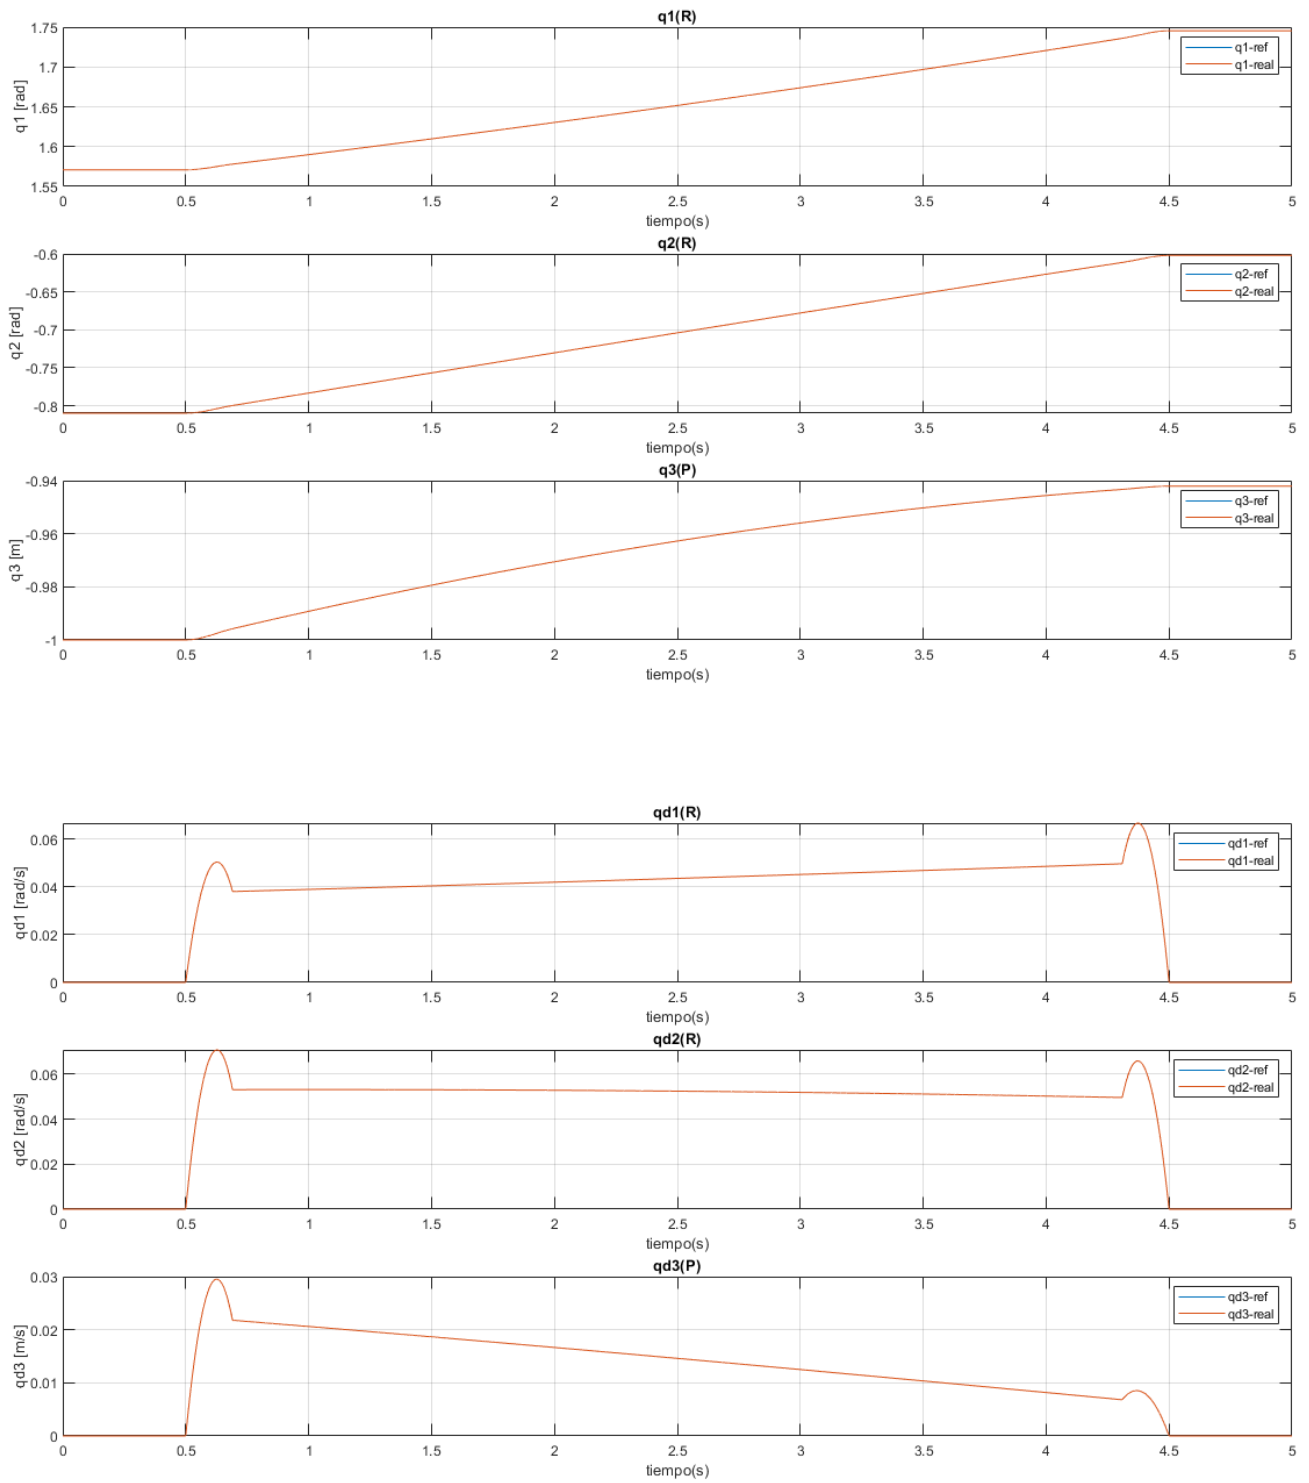 q1(R)
q1 [rad]
1.75
1.7
1.65
1.6
1.55
q1-ref
q1-real
0 0.5 1 1.5 2 2.5 3 3.5 4 4.5 5
tiempo(s)
q2(R)
q2 [rad]
-0.6
-0.65
-0.7
-0.75
-0.8
q2-ref
q2-real
0 0.5 1 1.5 2 2.5 3 3.5 4 4.5 5
tiempo(s)
q3(P)
q3 [m]
-0.94
-0.96
-0.98
-1
q3-ref
q3-real
0 0.5 1 1.5 2 2.5 3 3.5 4 4.5 5
tiempo(s)
qd1(R)
qd1 [rad/s]
0.06
0.04
0.02
0
qd1-ref
qd1-real
0 0.5 1 1.5 2 2.5 3 3.5 4 4.5 5
tiempo(s)
qd2(R)
qd2 [rad/s]
0.06
0.04
0.02
0
qd2-ref
qd2-real
0 0.5 1 1.5 2 2.5 3 3.5 4 4.5 5
tiempo(s)
qd3(P)
qd3 [m/s]
0.03
0.02
0.01
0
qd3-ref
qd3-real
0 0.5 1 1.5 2 2.5 3 3.5 4 4.5 5
tiempo(s)